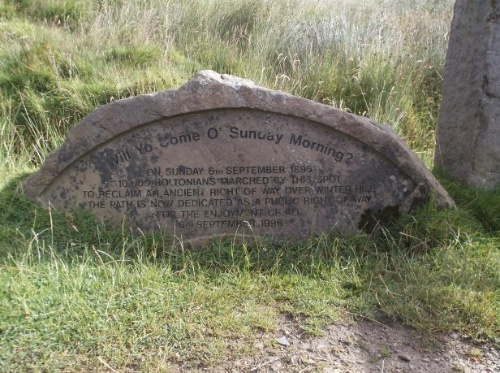 Will Yo Come O' Sunday Morning?
ON SUNDAY 6TH SEPTEMBER 1896
10,000 BOLTONIANS MARCHED BY THIS SPOT
TO RECLAIM AN ANCIENT RIGHT OF WAY OVER WINTER HILL
THE PATH IS NOW DEDICATED AS A PUBLIC RIGHT OF WAY
FOR THE ENJOYMENT OF ALL
SEPTEMBER 1996